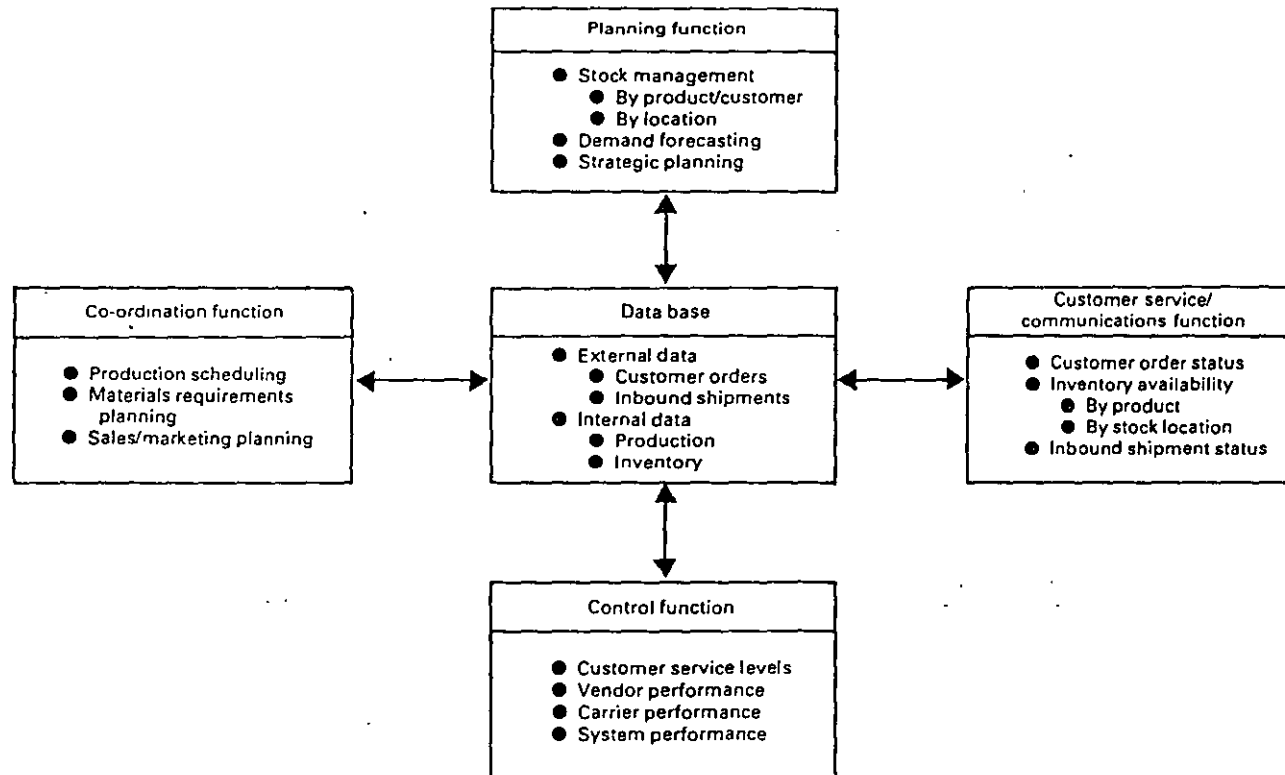 Planning function
● Stock management
● By product/customer
● By location
● Demand forecasting
● Strategic planning
Co-ordination function
● Production scheduling
● Materials requirements
planning
● Sales/marketing planning
Data base
● External data
● Customer orders
● Inbound shipments
● Internal data
● Production
● Inventory
Customer service/
communications function
● Customer order status
● Inventory availability
● By product
● By stock location
● Inbound shipment status
Control function
● Customer service levels
● Vendor performance
● Carrier performance
● System performance